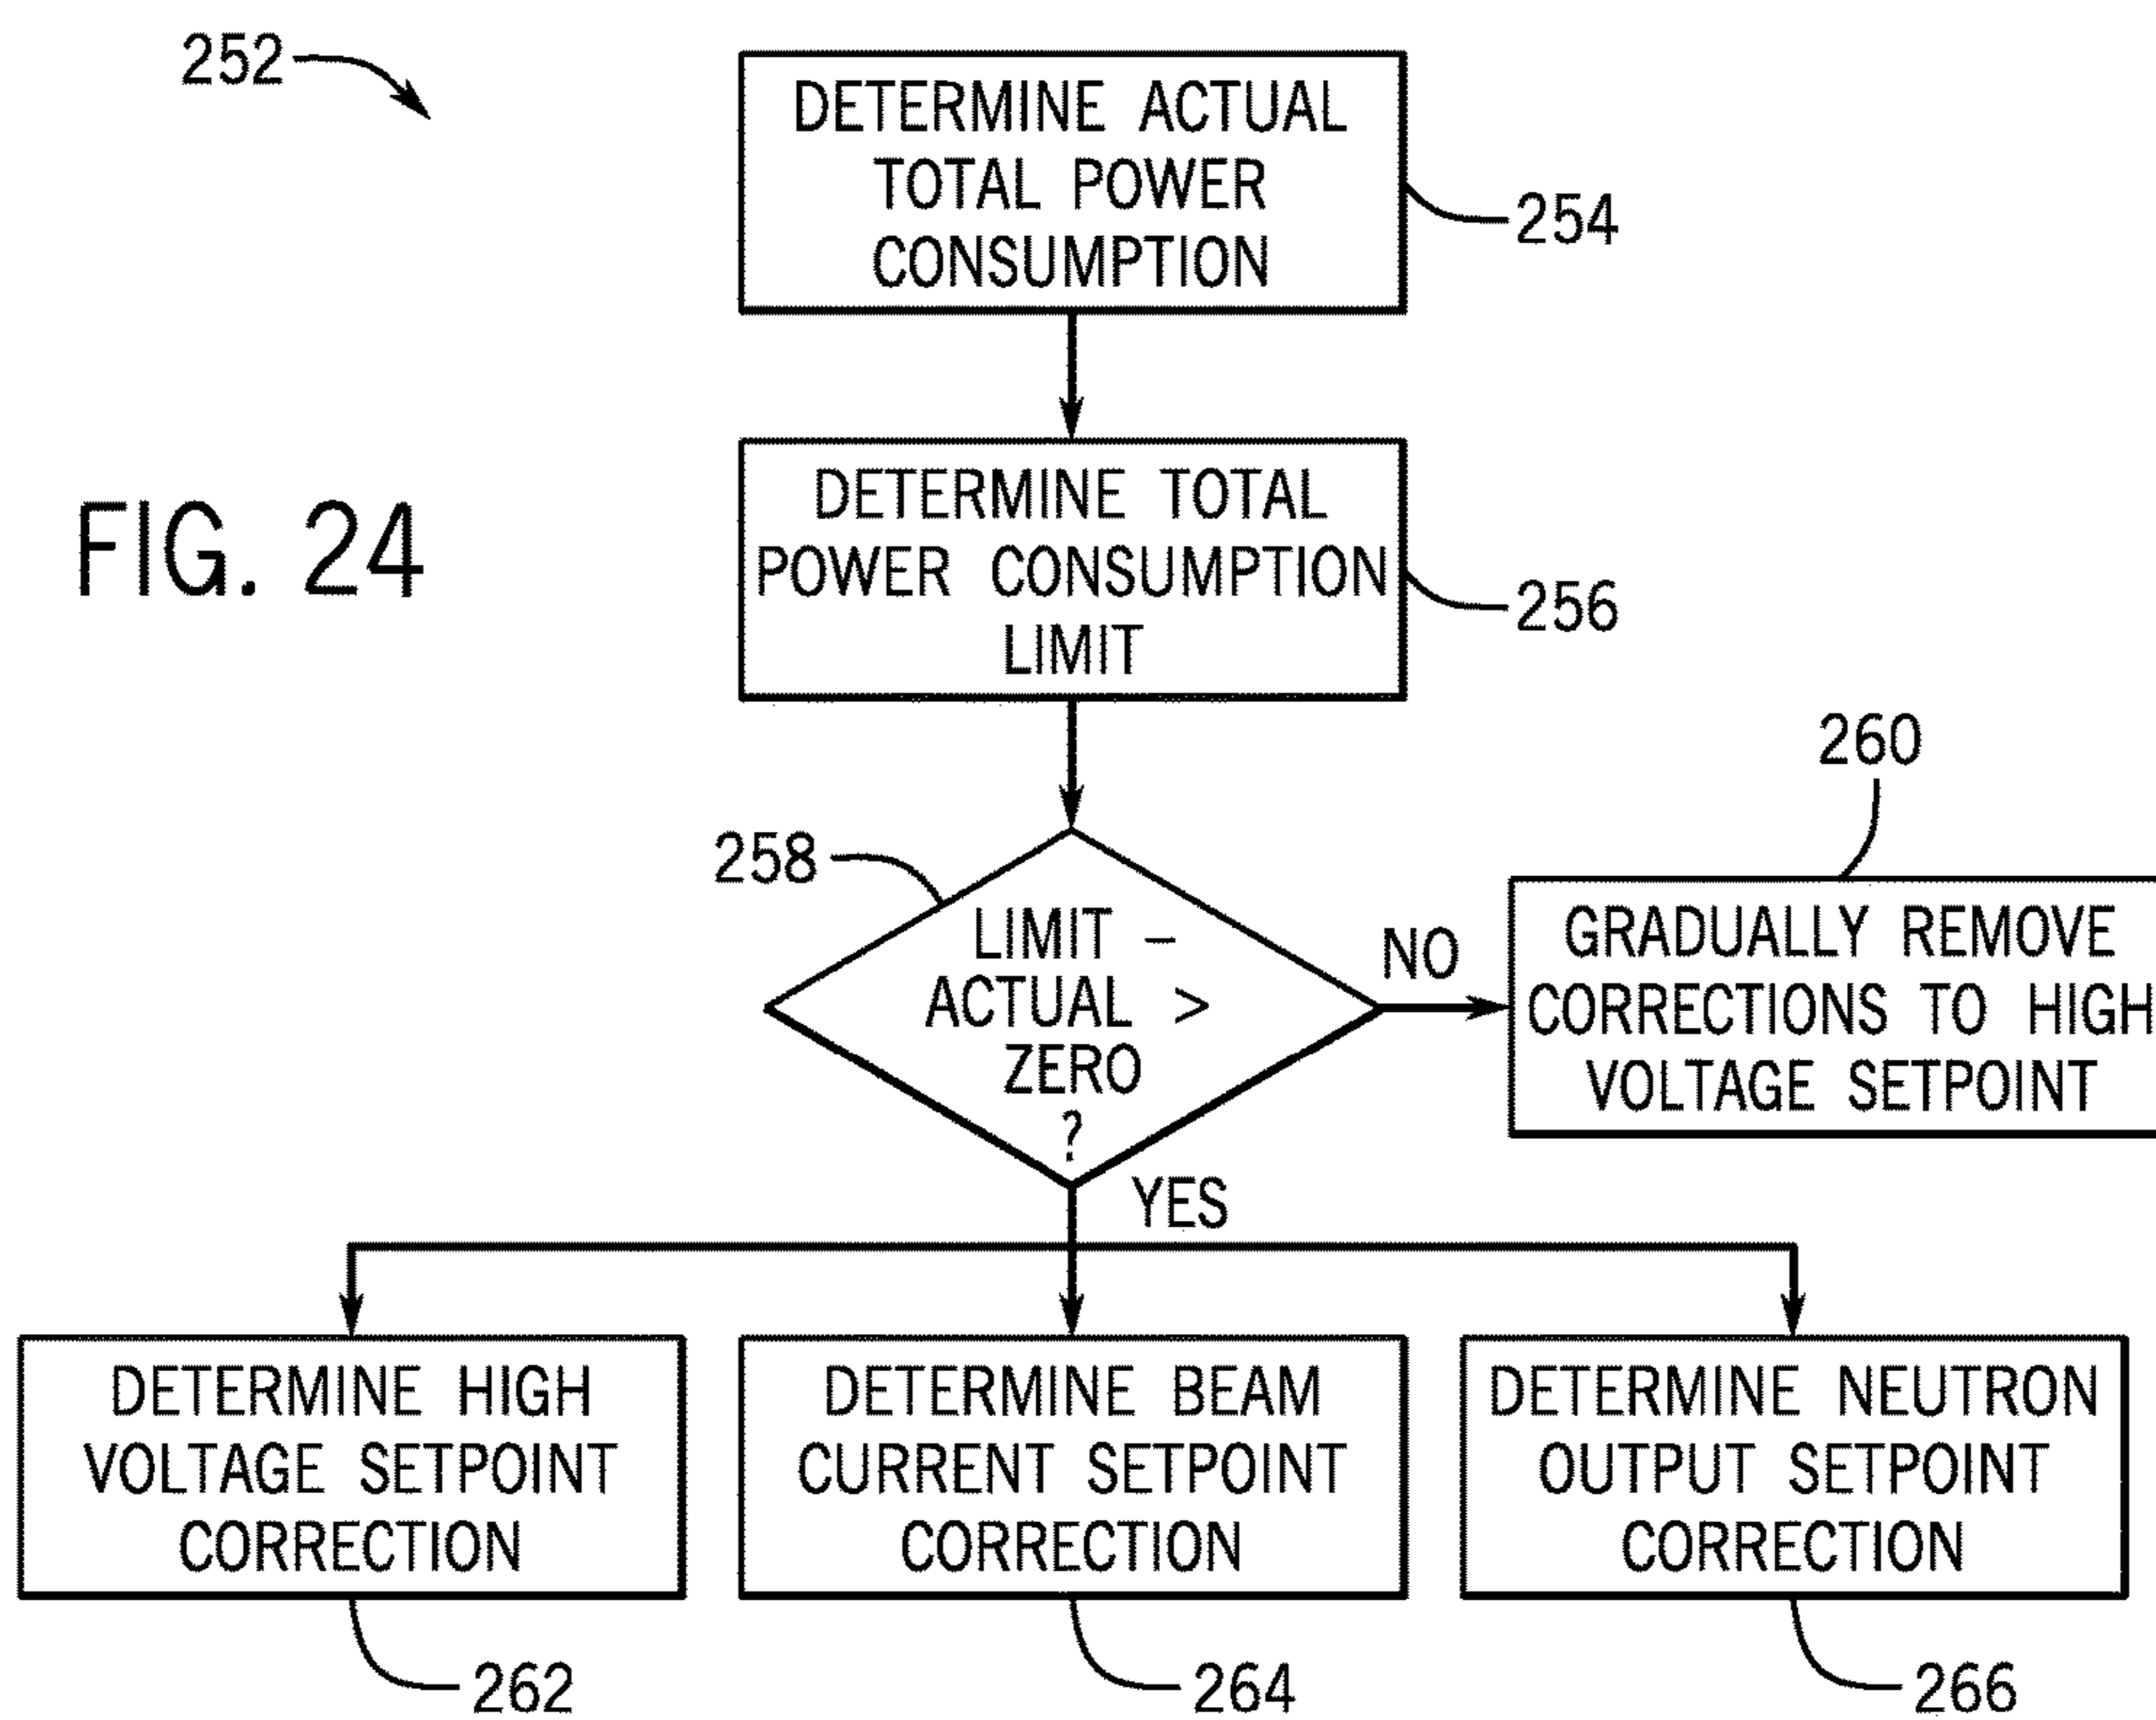 252
DETERMINE ACTUAL
TOTAL POWER
CONSUMPTION
254
FIG. 24
DETERMINE TOTAL
POWER CONSUMPTION
LIMIT
256
258
LIMIT –
ACTUAL >
ZERO
?
NO
YES
260
GRADUALLY REMOVE
CORRECTIONS TO HIGH
VOLTAGE SETPOINT
DETERMINE HIGH
VOLTAGE SETPOINT
CORRECTION
262
DETERMINE BEAM
CURRENT SETPOINT
CORRECTION
264
DETERMINE NEUTRON
OUTPUT SETPOINT
CORRECTION
266